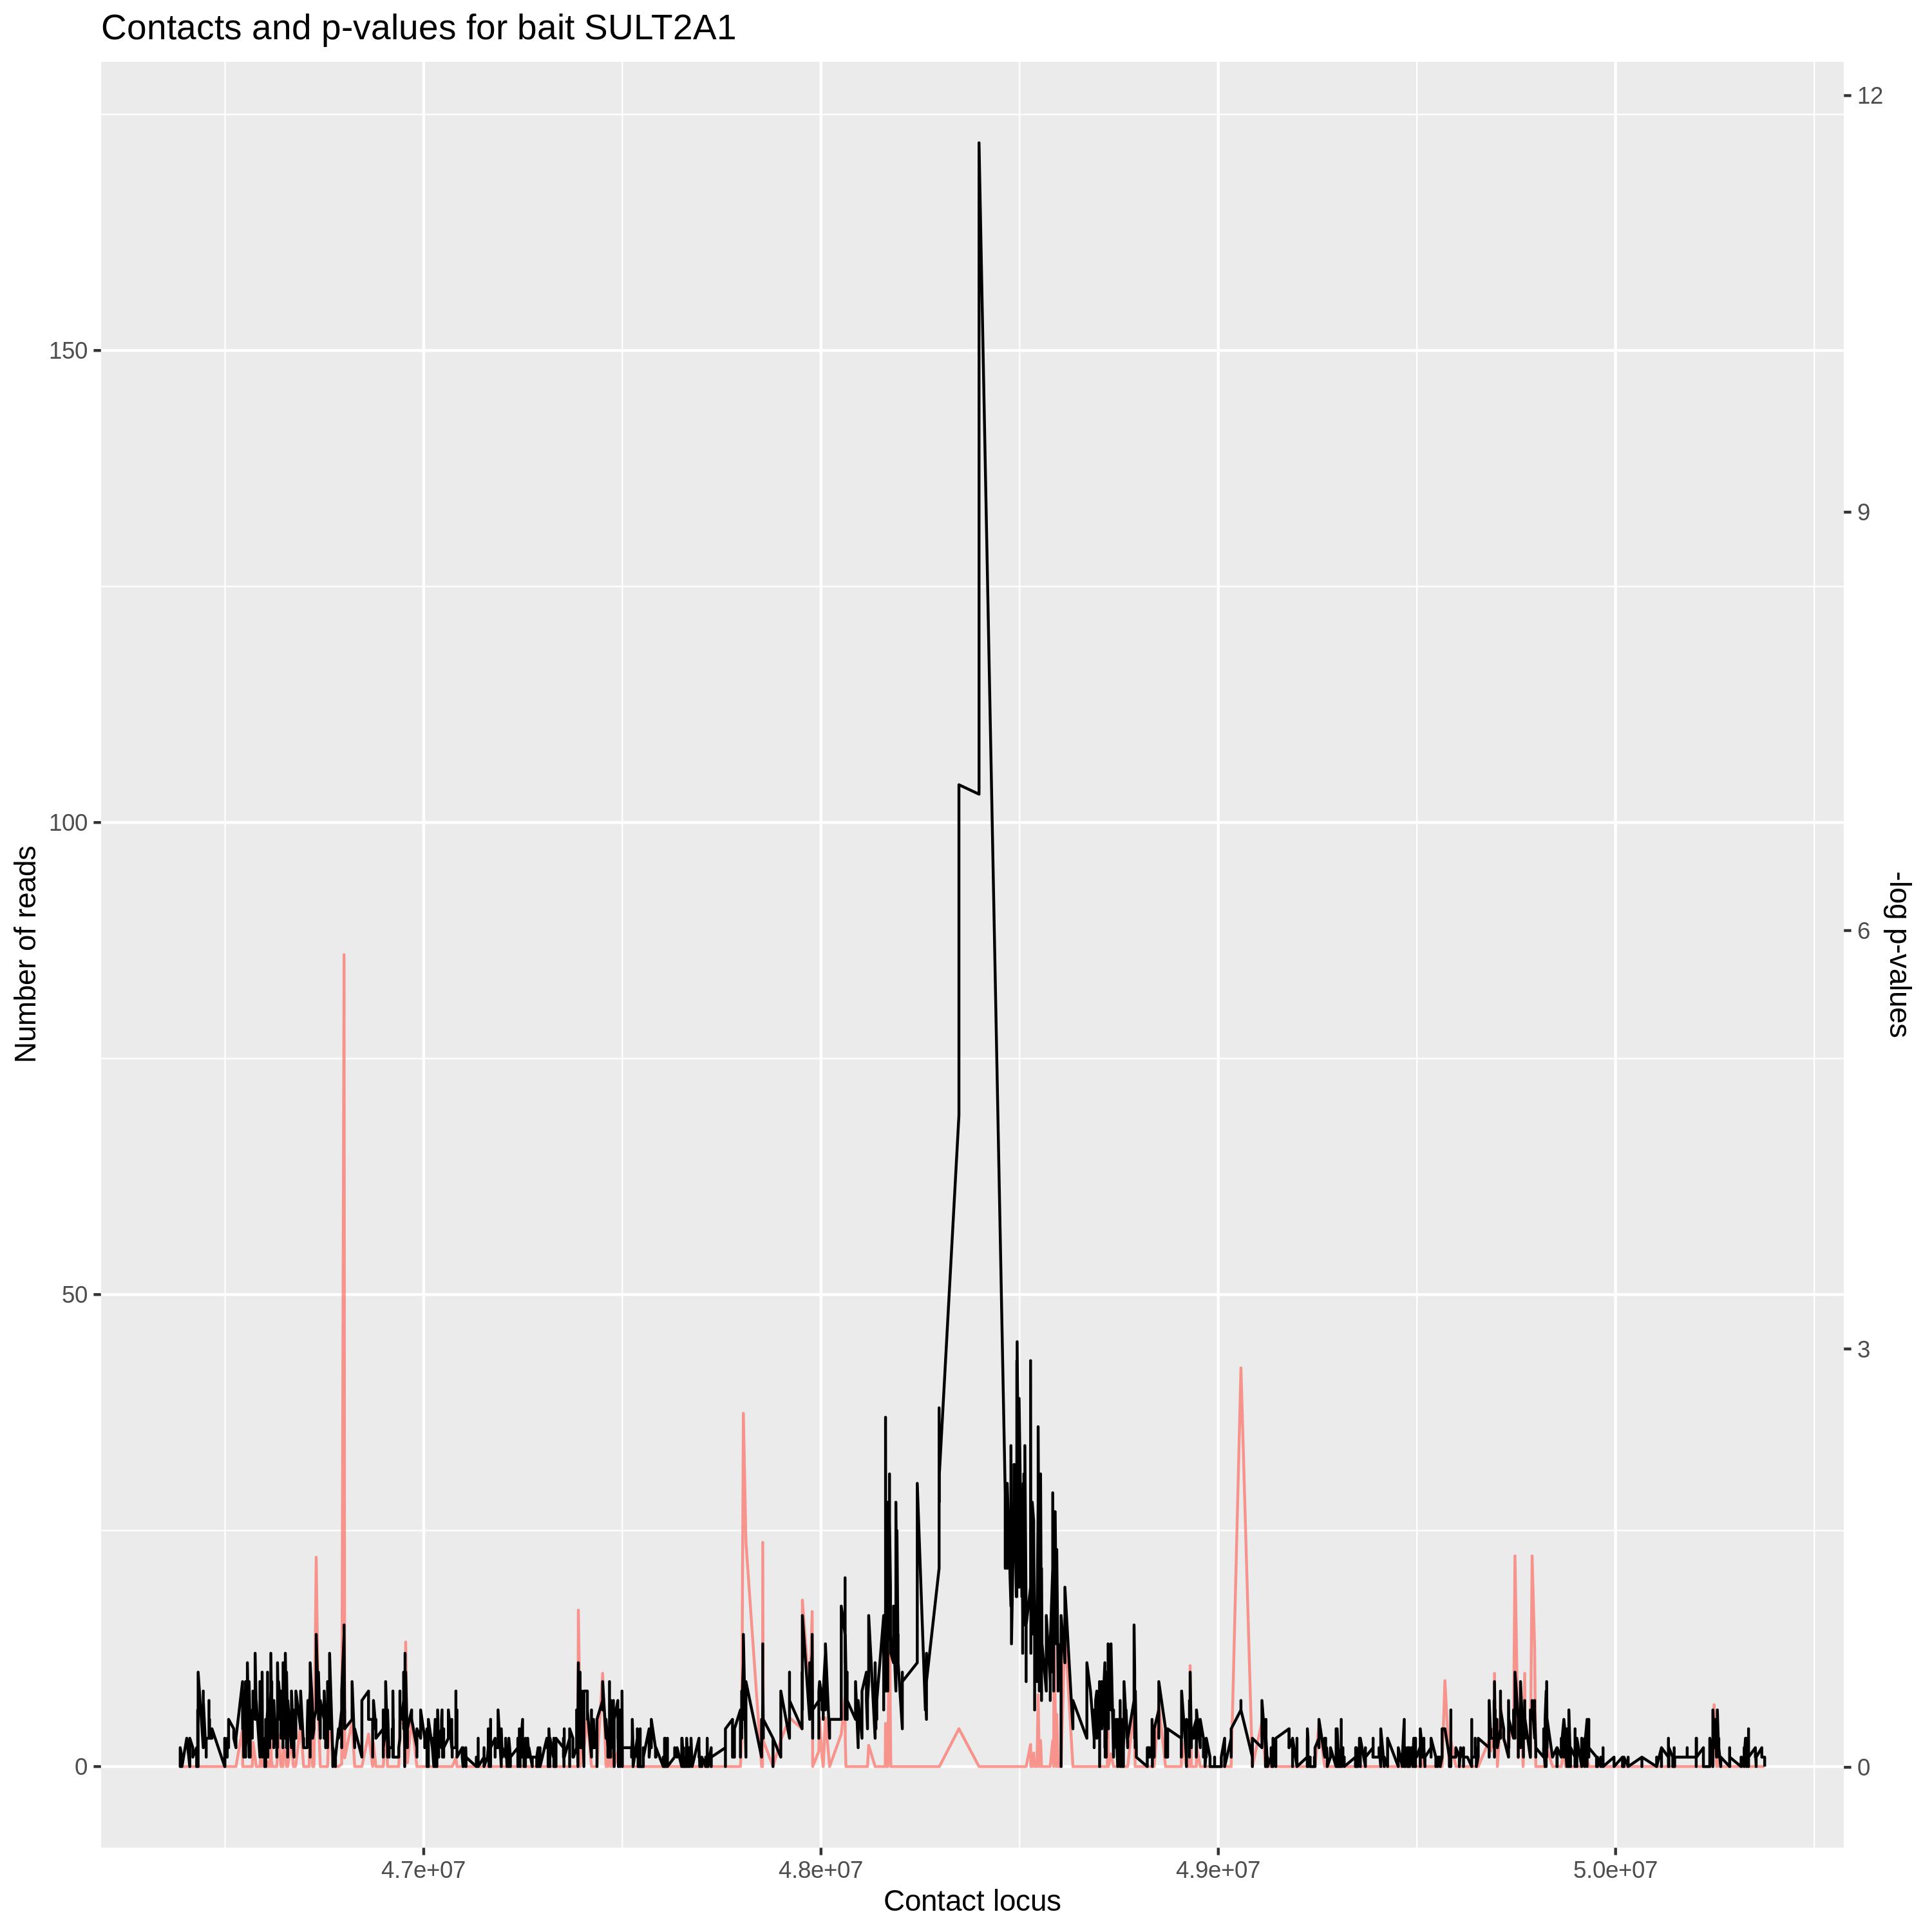 Contacts and p-values for bait SULT2A1
Number of reads
150
100
50
0
12
9
6
3
0
-log p-values
4.7e+07
4.8e+07
4.9e+07
5.0e+07
Contact locus